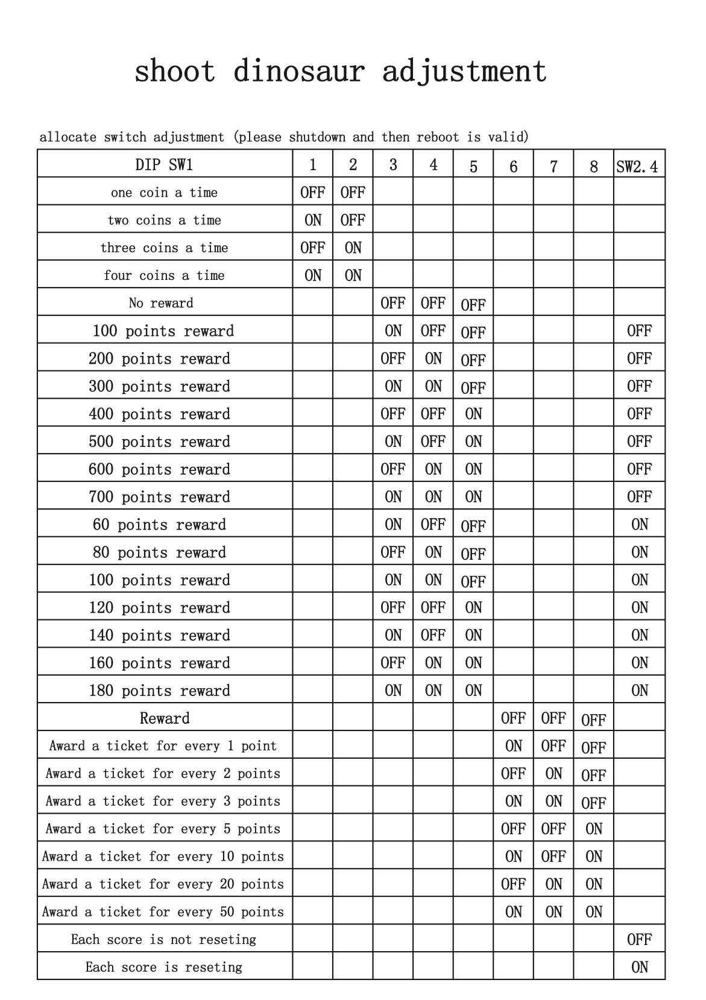 shoot dinosaur adjustment
allocate switch adjustment (please shutdown and then reboot is valid)
DIP SW1 1 2 3 4 5 6 7 8 SW2.4
one coin a time OFF OFF
two coins a time ON OFF
three coins a time OFF ON
four coins a time ON ON
No reward OFF OFF OFF
100 points reward ON OFF OFF OFF
200 points reward OFF ON OFF OFF
300 points reward ON ON OFF OFF
400 points reward OFF OFF ON OFF
500 points reward ON OFF ON OFF
600 points reward OFF ON ON OFF
700 points reward ON ON ON OFF
60 points reward ON OFF OFF ON
80 points reward OFF ON OFF ON
100 points reward ON ON OFF ON
120 points reward OFF OFF ON ON
140 points reward ON OFF ON ON
160 points reward OFF ON ON ON
180 points reward ON ON ON ON
Reward OFF OFF OFF
Award a ticket for every 1 point ON OFF OFF
Award a ticket for every 2 points OFF ON OFF
Award a ticket for every 3 points ON ON OFF
Award a ticket for every 5 points OFF OFF ON
Award a ticket for every 10 points ON OFF ON
Award a ticket for every 20 points OFF ON ON
Award a ticket for every 50 points ON ON ON
Each score is not reseting OFF
Each score is reseting ON